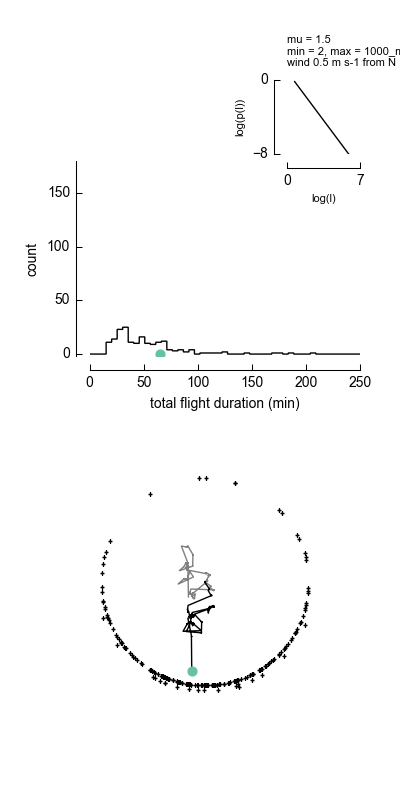 mu = 1.5
min = 2, max = 1000_m
wind 0.5 m s-1 from N
0
log(p(l))
−8
0
7
log(l)
150
100
50
0
count
0
50
100
150
200
250
total flight duration (min)